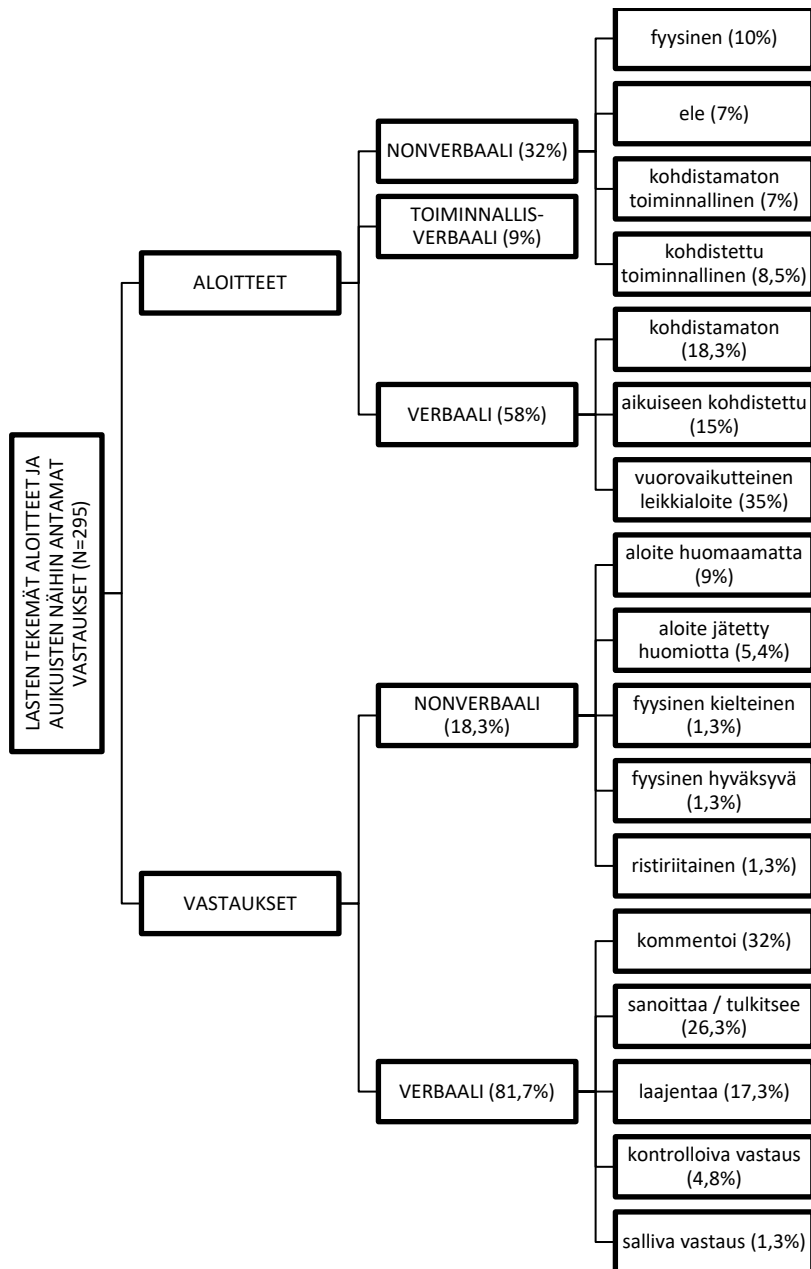 LASTEN TEKEMÄT ALOITTEET JA
AUIKUISTEN NÄIHIN ANTAMAT
VASTAUKSET (N=295)
ALOITTEET
NONVERBAALI (32%)
fyysinen (10%)
ele (7%)
kohdistamaton
toiminnallinen (7%)
kohdistettu
toiminnallinen (8,5%)
TOIMINNALLIS-
VERBAALI (9%)
VERBAALI (58%)
kohdistamaton
(18,3%)
aikuiseen kohdistettu
(15%)
vuorovaikutteinen
leikkialoite (35%)
VASTAUKSET
NONVERBAALI
(18,3%)
aloite huomaamatta
(9%)
aloite jätetty
huomiotta (5,4%)
fyysinen kielteinen
(1,3%)
fyysinen hyväksyvä
(1,3%)
ristiriitainen (1,3%)
VERBAALI (81,7%)
kommentoi (32%)
sanoittaa / tulkitsee
(26,3%)
laajentaa (17,3%)
kontrolloiva vastaus
(4,8%)
salliva vastaus (1,3%)